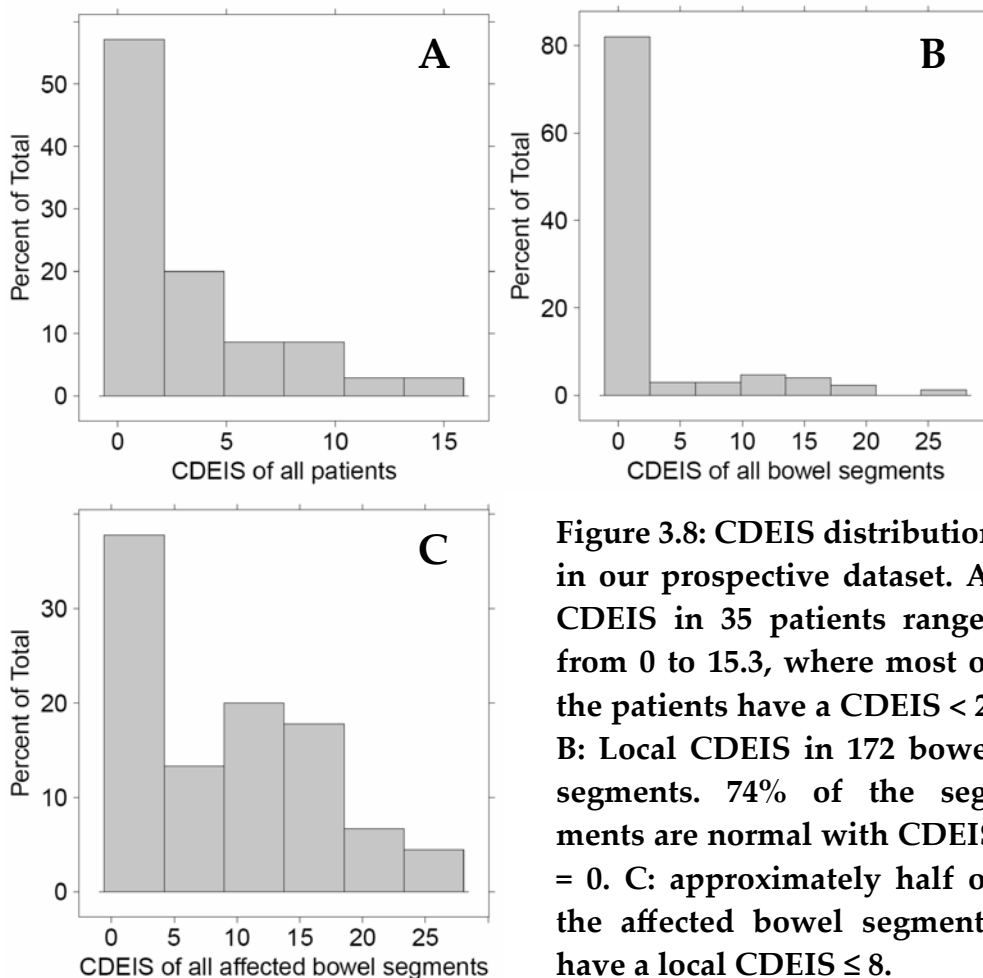 A
50
40
30
20
10
0
Percent of Total
0 5 10 15
CDEIS of all patients
B
80
60
40
20
0
Percent of Total
0 5 10 15 20 25
CDEIS of all bowel segments
C
30
20
10
0
Percent of Total
0 5 10 15 20 25
CDEIS of all affected bowel segments
Figure 3.8: CDEIS distribution
in our prospective dataset. A
CDEIS in 35 patients range
from 0 to 15.3, where most o
the patients have a CDEIS < 2
B: Local CDEIS in 172 bowe
segments. 74% of the seg
ments are normal with CDEIS
= 0. C: approximately half o
the affected bowel segment
have a local CDEIS ≤ 8.